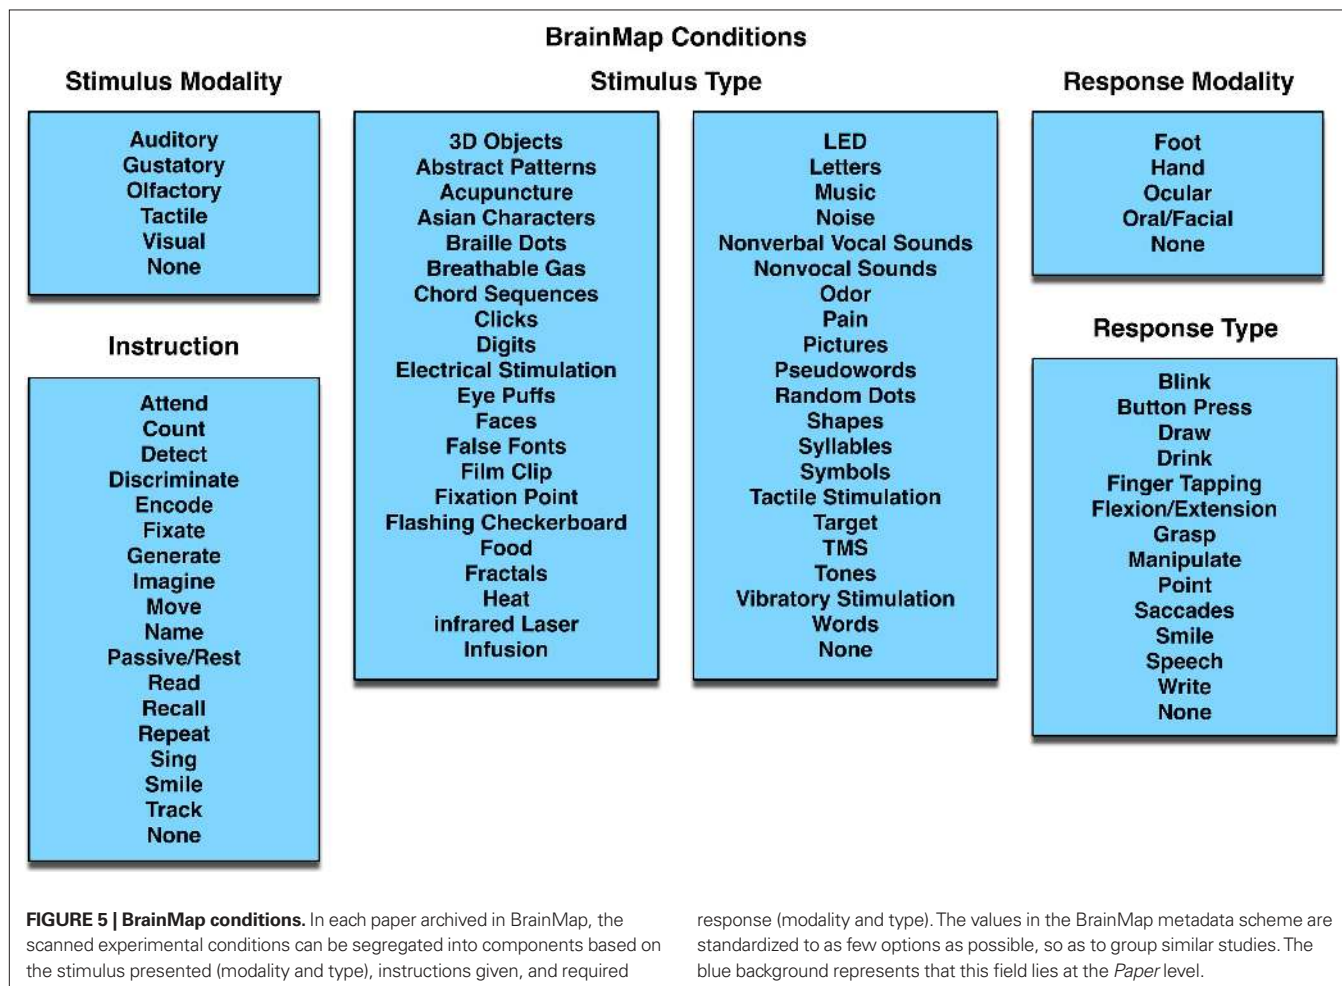 BrainMap Conditions
Stimulus Modality
Auditory
Gustatory
Olfactory
Tactile
Visual
None
Instruction
Attend
Count
Detect
Discriminate
Encode
Fixate
Generate
Imagine
Move
Name
Passive/Rest
Read
Recall
Repeat
Sing
Smile
Track
None
Stimulus Type
3D Objects
Abstract Patterns
Acupuncture
Asian Characters
Braille Dots
Breathable Gas
Chord Sequences
Clicks
Digits
Electrical Stimulation
Eye Puffs
Faces
False Fonts
Film Clip
Fixation Point
Flashing Checkerboard
Food
Fractals
Heat
infrared Laser
Infusion
LED
Letters
Music
Noise
Nonverbal Vocal Sounds
Nonvocal Sounds
Odor
Pain
Pictures
Pseudowords
Random Dots
Shapes
Syllables
Symbols
Tactile Stimulation
Target
TMS
Tones
Vibratory Stimulation
Words
None
Response Modality
Foot
Hand
Ocular
Oral/Facial
None
Response Type
Blink
Button Press
Draw
Drink
Finger Tapping
Flexion/Extension
Grasp
Manipulate
Point
Saccades
Smile
Speech
Write
None
FIGURE 5 | BrainMap conditions. In each paper archived in BrainMap, the
scanned experimental conditions can be segregated into components based on
the stimulus presented (modality and type), instructions given, and required
response (modality and type). The values in the BrainMap metadata scheme are
standardized to as few options as possible, so as to group similar studies. The
blue background represents that this field lies at the Paper level.